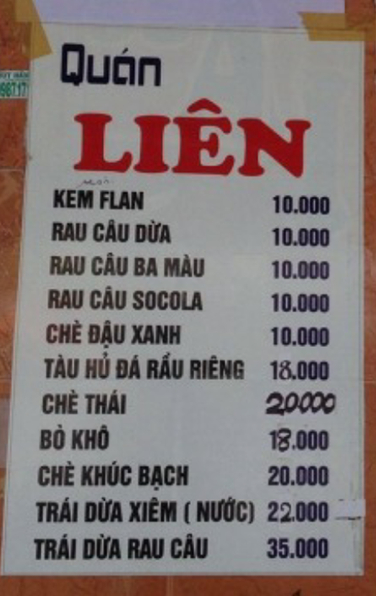 Quán
LIÊN
KEM FLAN 10.000
RAU CÂU DỪA 10.000
RAU CÂU BA MÀU 10.000
RAU CÂU SOCOLA 10.000
CHÈ ĐẬU XANH 10.000
TÀU HỦ ĐÁ RẦU RIÊNG 18.000
CHÈ THÁI 20000
BÒ KHÔ 18.000
CHÈ KHÚC BẠCH 20.000
TRÁI DỪA XIÊM ( NƯỚC) 22.000
TRÁI DỪA RAU CÂU 35.000